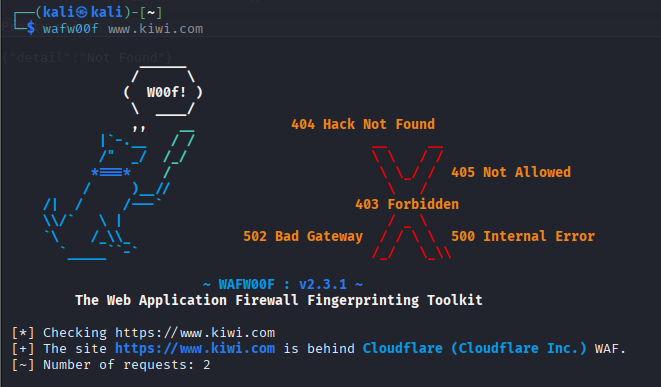 (kali㉿kali)-[~]
$ wafw00f www.kiwi.com
{"detail":"Not Found"}
W00f!
404 Hack Not Found
405 Not Allowed
403 Forbidden
502 Bad Gateway
500 Internal Error
~ WAFW00F : v2.3.1 ~
The Web Application Firewall Fingerprinting Toolkit
[*] Checking https://www.kiwi.com
[+] The site https://www.kiwi.com is behind Cloudflare (Cloudflare Inc.) WAF.
[~] Number of requests: 2